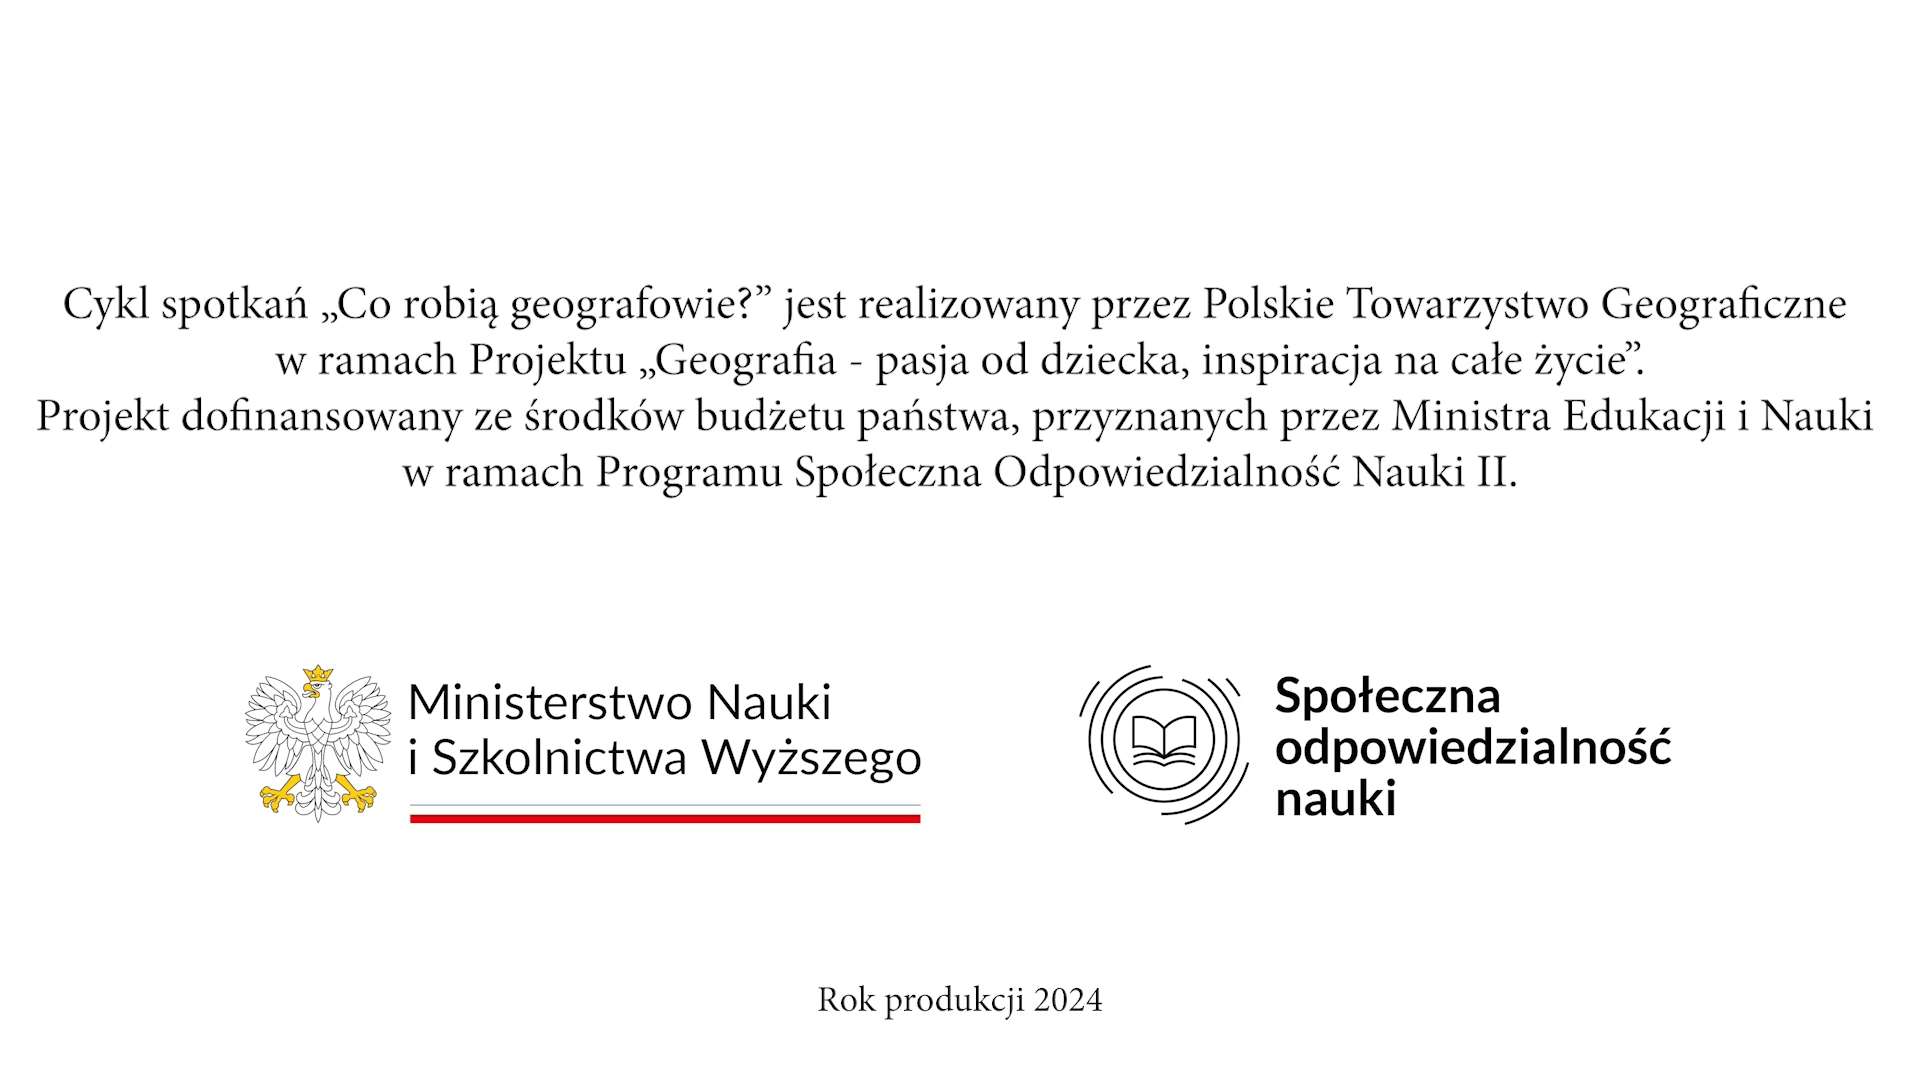 Cykl spotkań „Co robią geografowie?” jest realizowany przez Polskie Towarzystwo Geograficzne
w ramach Projektu „Geografia - pasja od dziecka, inspiracja na całe życie”.
Projekt dofinansowany ze środków budżetu państwa, przyznanych przez Ministra Edukacji i Nauki
w ramach Programu Społeczna Odpowiedzialność Nauki II.
Ministerstwo Nauki
i Szkolnictwa Wyższego
Społeczna
odpowiedzialność
nauki
Rok produkcji 2024